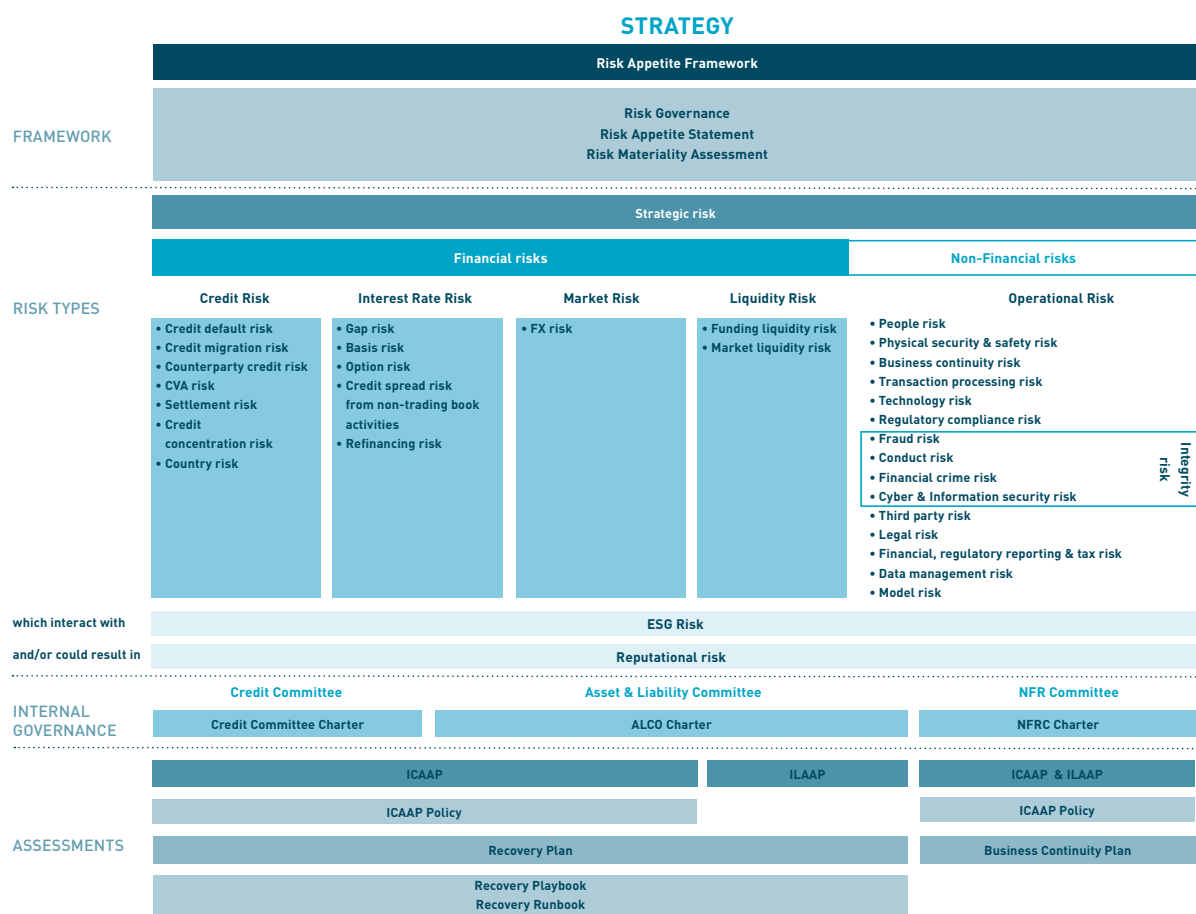 STRATEGY
Risk Appetite Framework
FRAMEWORK
Risk Governance
Risk Appetite Statement
Risk Materiality Assessment
Strategic risk
Financial risks
Non-Financial risks
RISK TYPES
Credit Risk
• Credit default risk
• Credit migration risk
• Counterparty credit risk
• CVA risk
• Settlement risk
• Credit
concentration risk
• Country risk
Interest Rate Risk
• Gap risk
• Basis risk
• Option risk
• Credit spread risk
from non-trading book
activities
• Refinancing risk
Market Risk
• FX risk
Liquidity Risk
• Funding liquidity risk
• Market liquidity risk
Operational Risk
• People risk
• Physical security & safety risk
• Business continuity risk
• Transaction processing risk
• Technology risk
• Regulatory compliance risk
• Fraud risk
• Conduct risk
• Financial crime risk
• Cyber & Information security risk
Integrity
risk
• Third party risk
• Legal risk
• Financial, regulatory reporting & tax risk
• Data management risk
• Model risk
which interact with
ESG Risk
and/or could result in
Reputational risk
INTERNAL
GOVERNANCE
Credit Committee
Asset & Liability Committee
NFR Committee
Credit Committee Charter
ALCO Charter
NFRC Charter
ASSESSMENTS
ICAAP
ILAAP
ICAAP & ILAAP
ICAAP Policy
ICAAP Policy
Recovery Plan
Business Continuity Plan
Recovery Playbook
Recovery Runbook